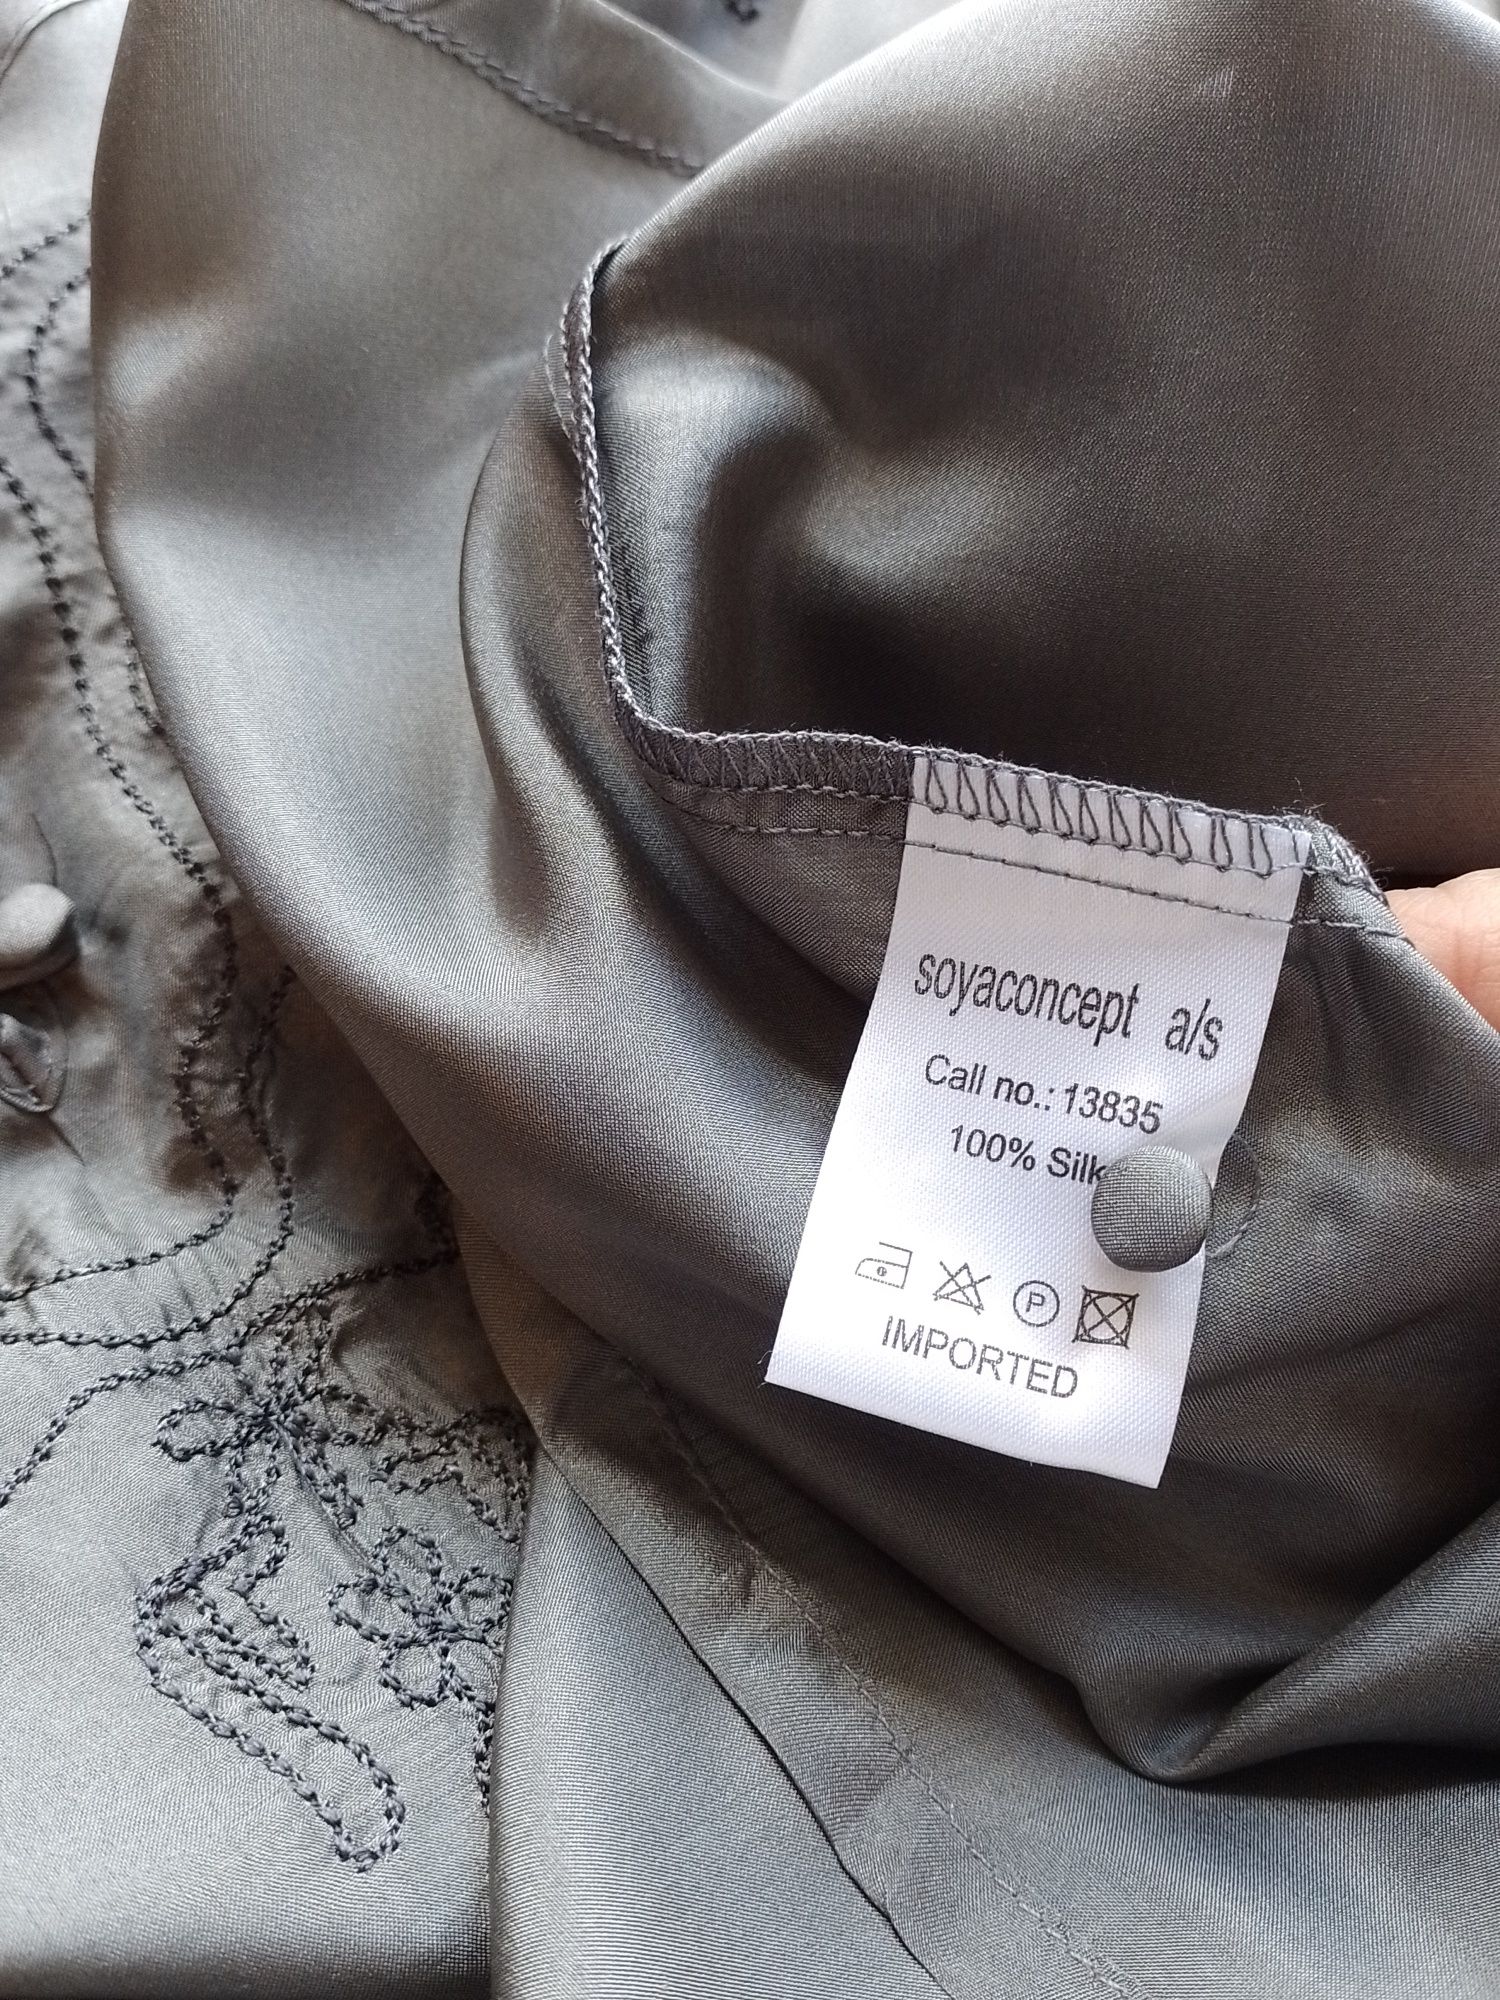 soyaconcept a/s
Call no.: 13835
100% Silk
P
IMPORTED